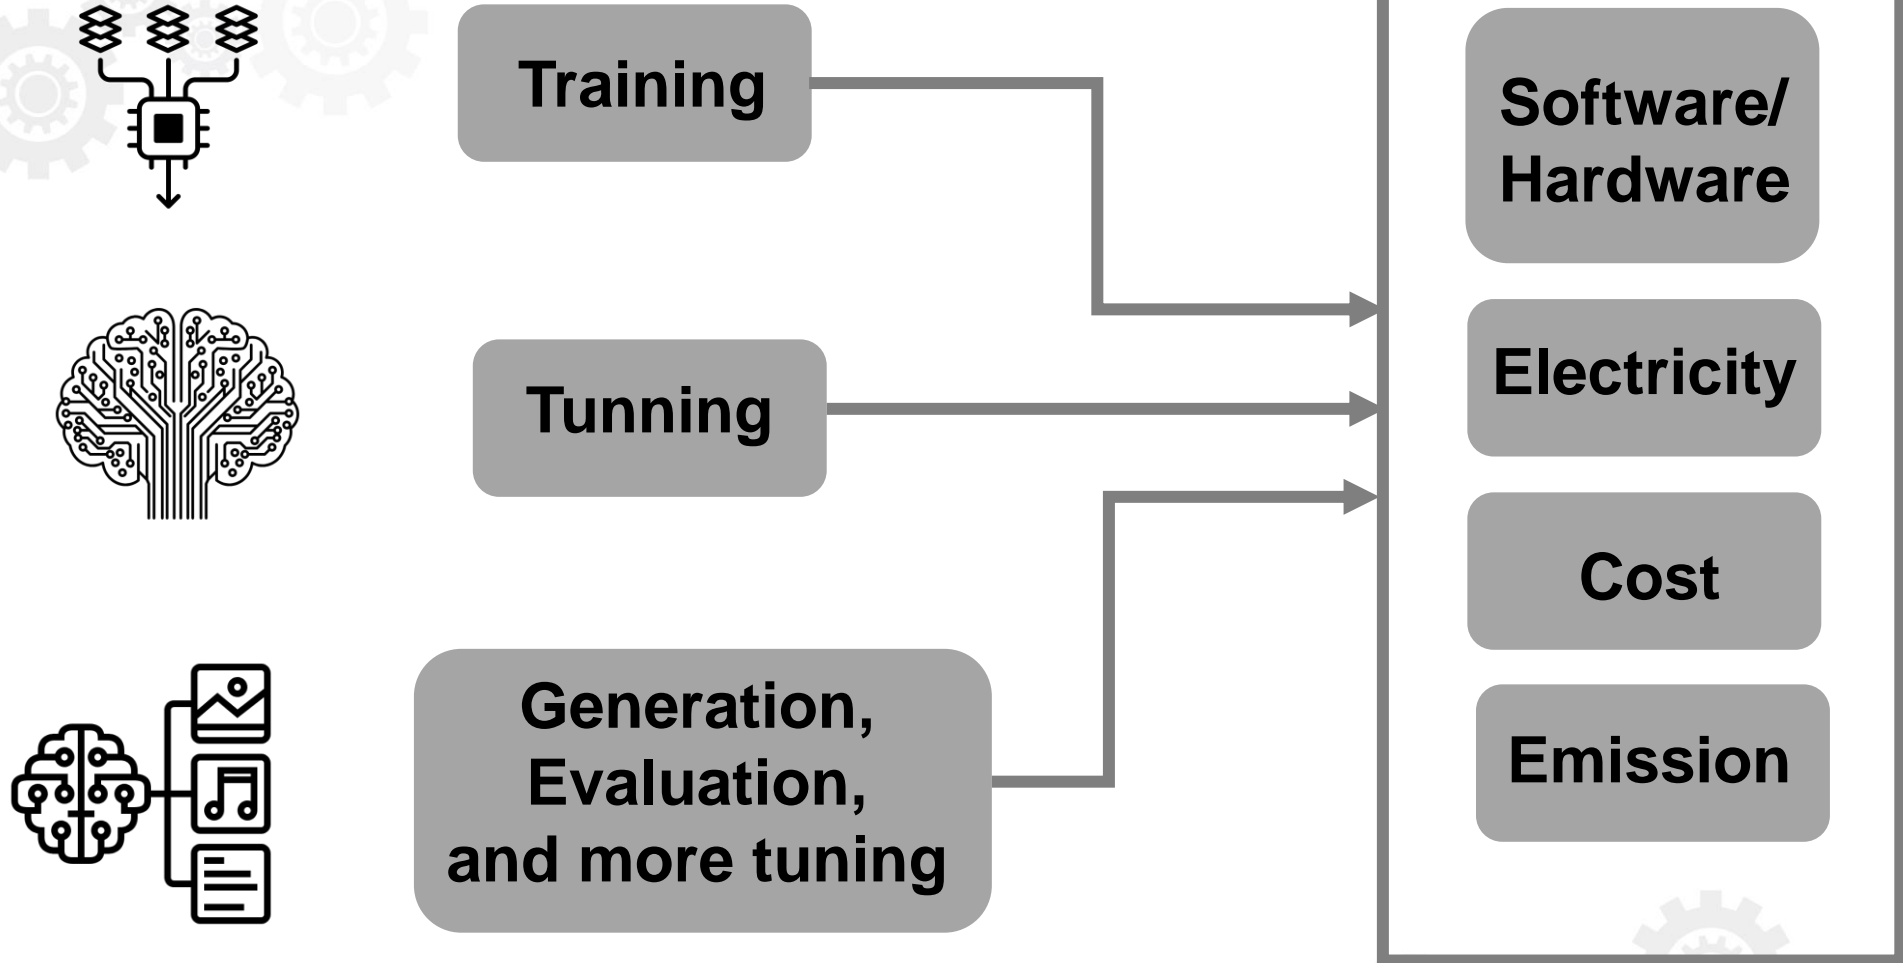 Training
Tunning
Generation,
Evaluation,
and more tuning
Software/
Hardware
Electricity
Cost
Emission